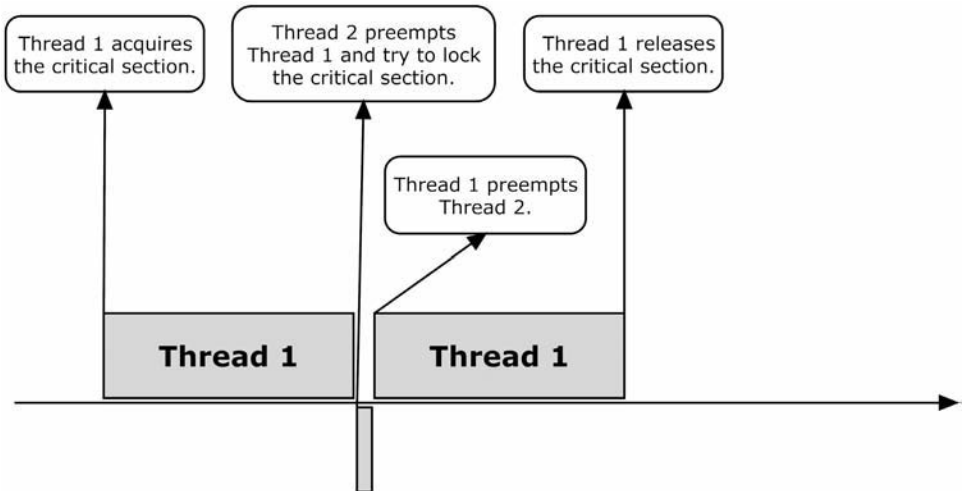 Thread 1 acquires
the critical section.
Thread 2 preempts
Thread 1 and try to lock
the critical section.
Thread 1 releases
the critical section.
Thread 1 preempts
Thread 2.
Thread 1
Thread 1